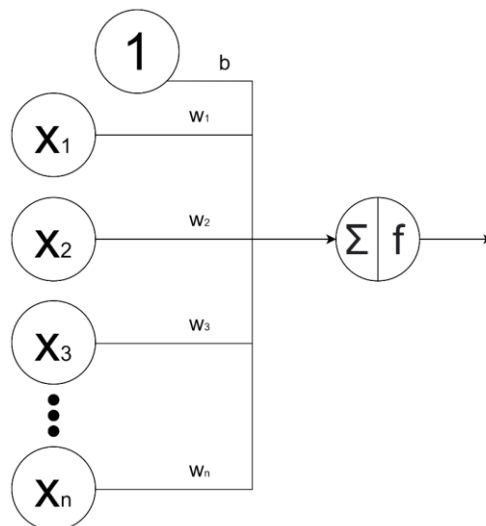 1
b
x₁
w₁
x₂
w₂
Σ f
x₃
w₃
xₙ
wₙ